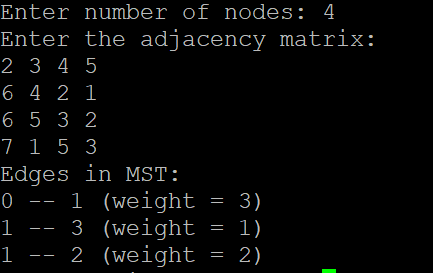 Enter number of nodes: 4
Enter the adjacency matrix:
2 3 4 5
6 4 2 1
6 5 3 2
7 1 5 3
Edges in MST:
0 -- 1 (weight = 3)
1 -- 3 (weight = 1)
1 -- 2 (weight = 2)